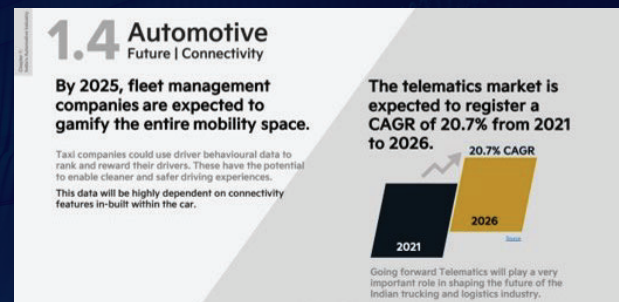 1.4 Automotive
Future | Connectivity
By 2025, fleet management
companies are expected to
gamify the entire mobility space.
Taxi companies could use driver behavioural data to
rank and reward their drivers. These have the potential
to enable cleaner and safer driving experiences.
This data will be highly dependent on connectivity
features in-built within the car.
The telematics market is
expected to register a
CAGR of 20.7% from 2021
to 2026.
20.7% CAGR
2021
2026
Source
Going forward Telematics will play a very
important role in shaping the future of the
Indian trucking and logistics industry.